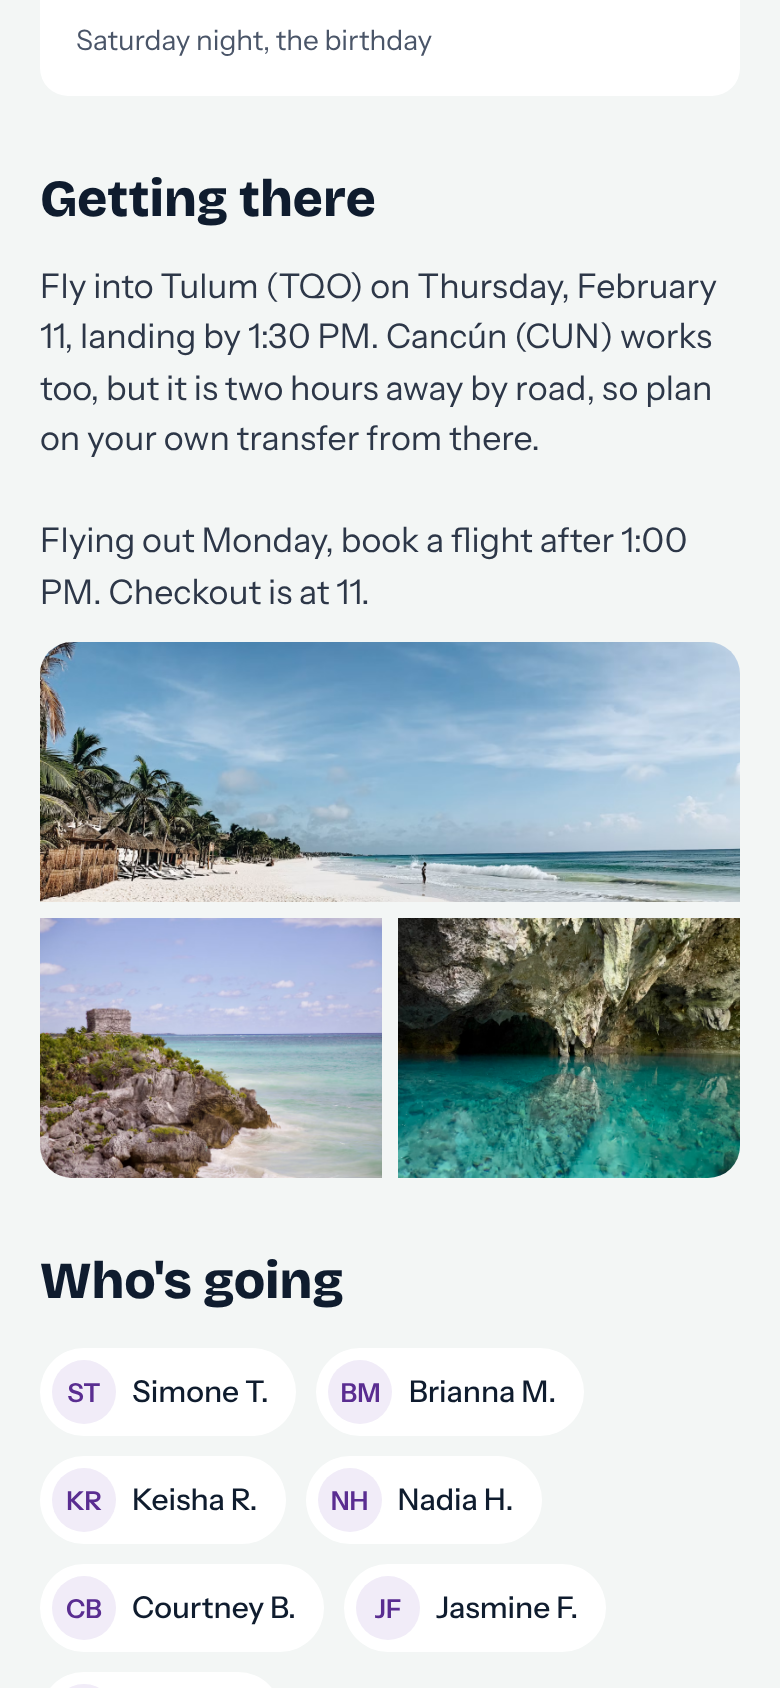 Saturday night, the birthday
Getting there
Fly into Tulum (TQO) on Thursday, February
11, landing by 1:30 PM. Cancún (CUN) works
too, but it is two hours away by road, so plan
on your own transfer from there.
Flying out Monday, book a flight after 1:00
PM. Checkout is at 11.
Who's going
ST Simone T.
BM Brianna M.
KR Keisha R.
NH Nadia H.
CB Courtney B.
JF Jasmine F.